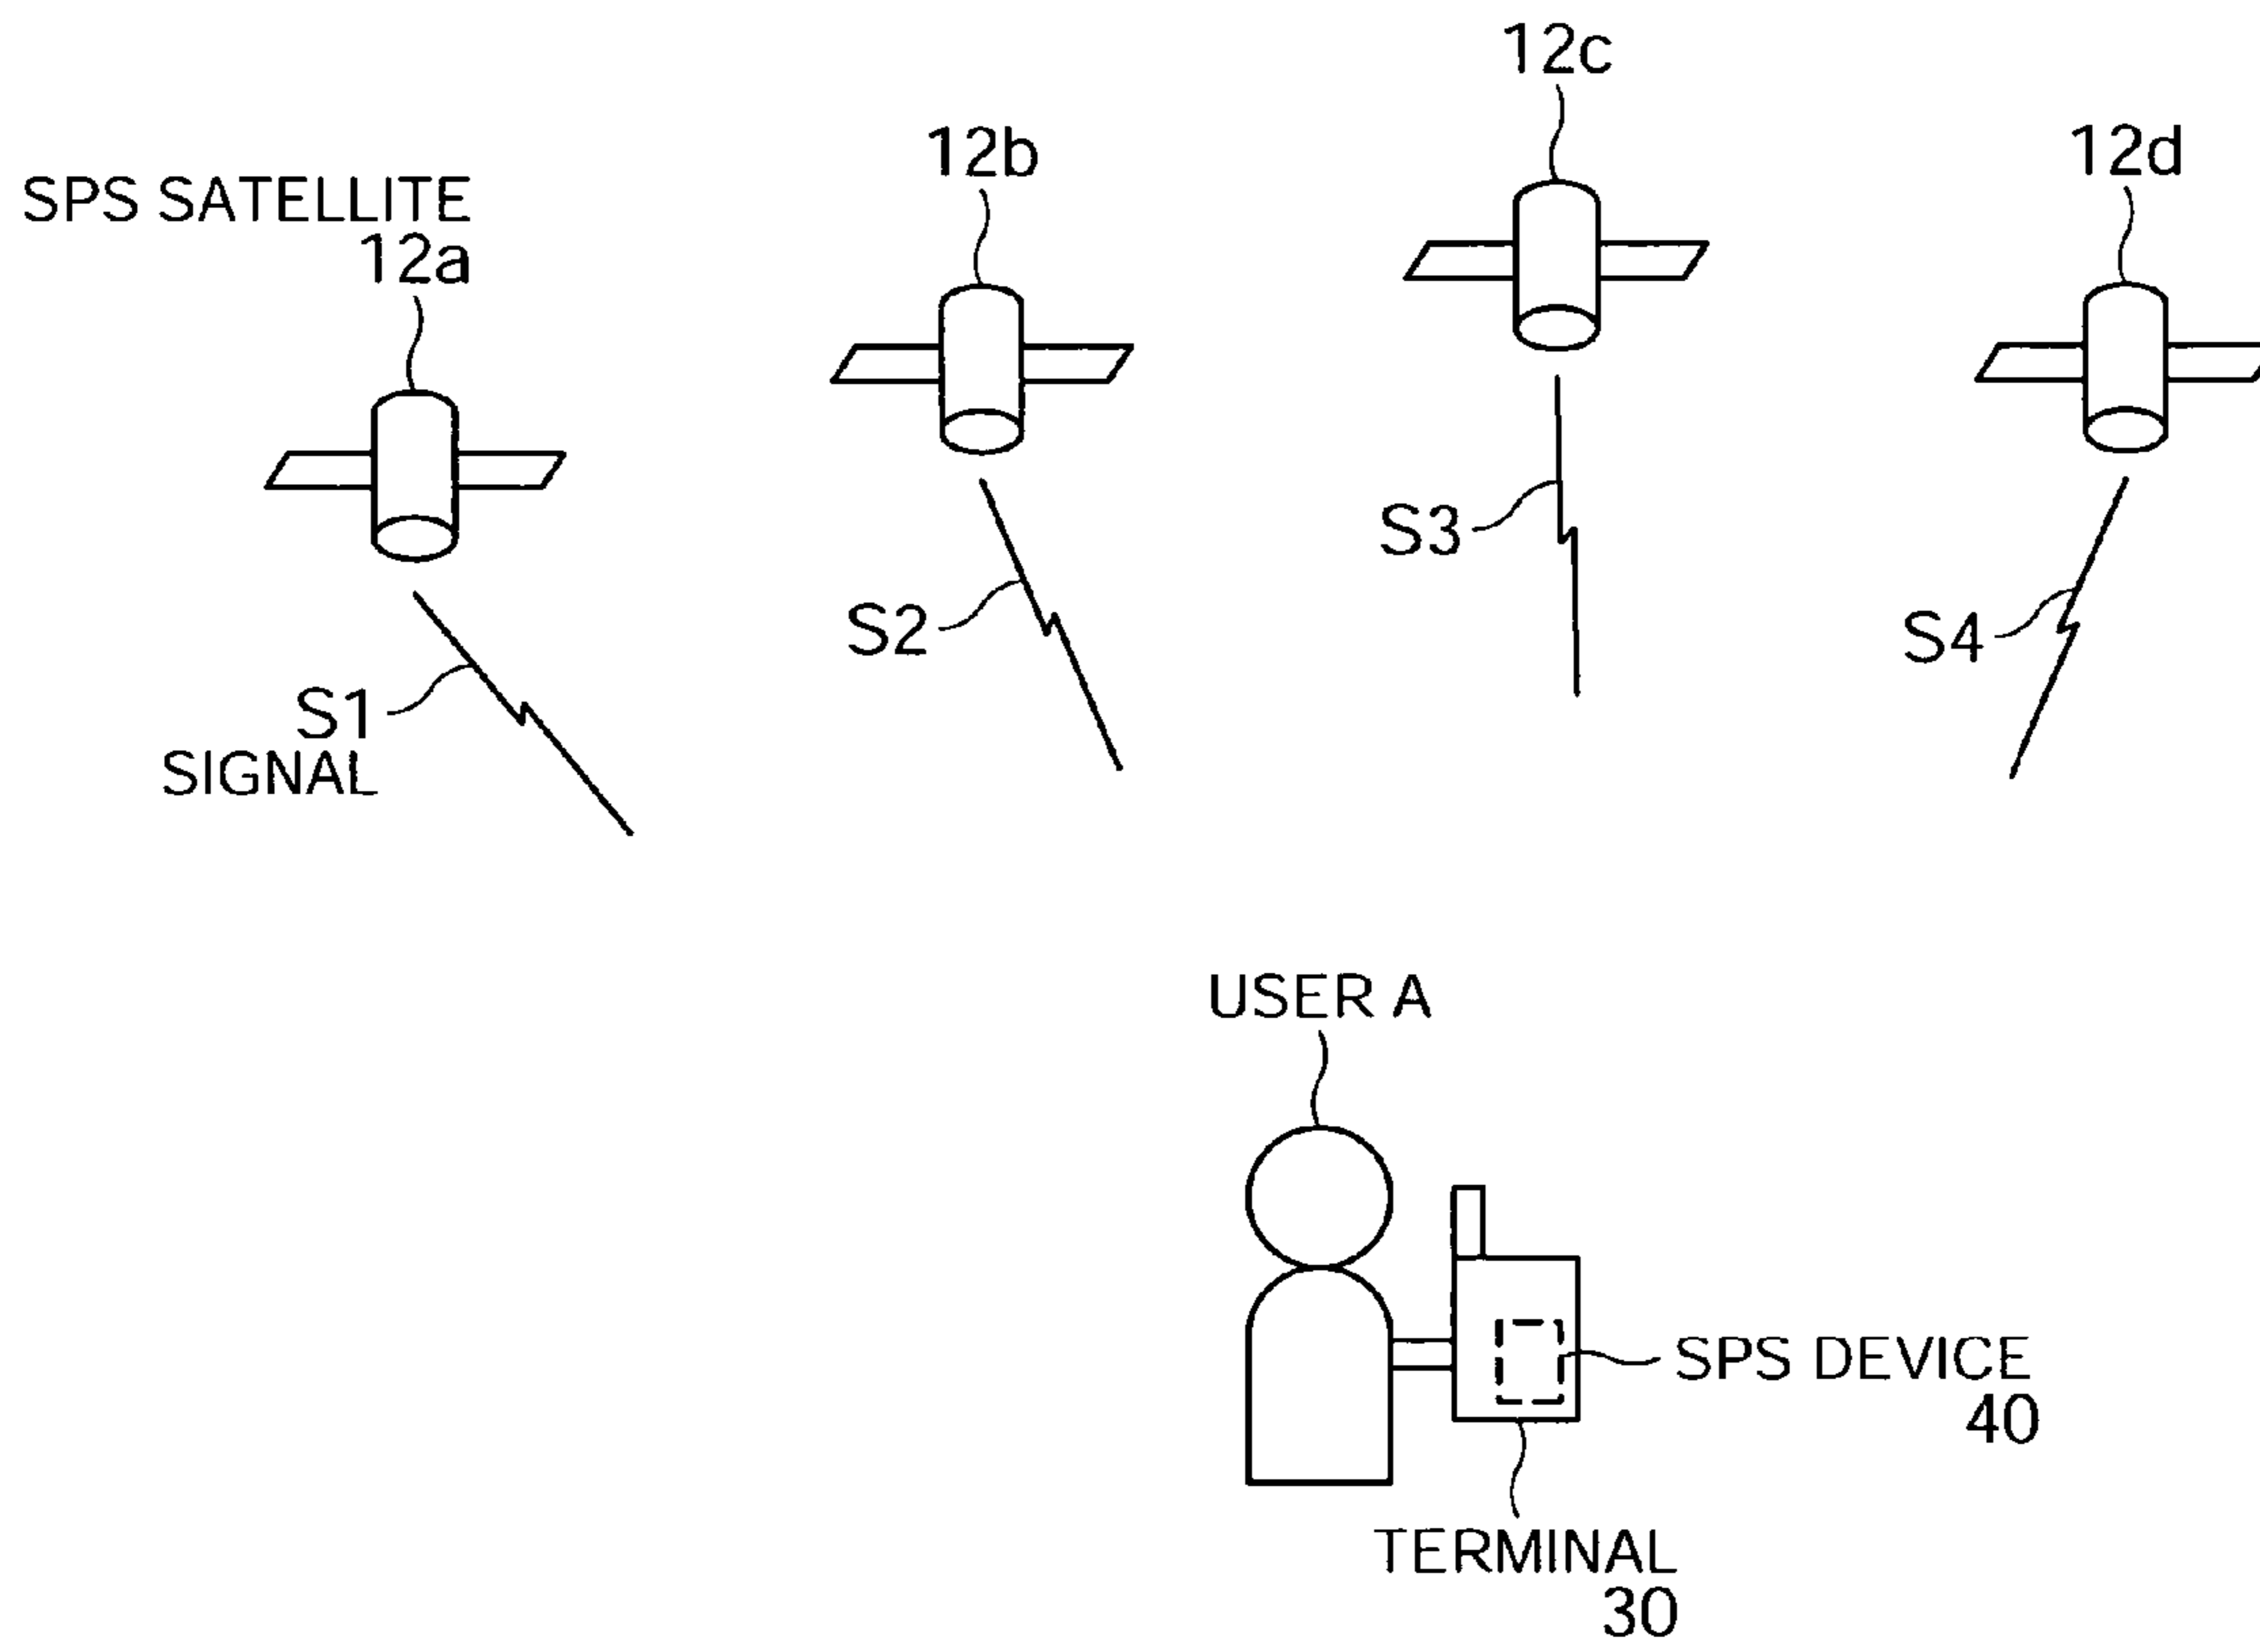 12c
12b
12d
SPS SATELLITE
12a
S3
S2
S4
S1
SIGNAL
USER A
SPS DEVICE
40
TERMINAL
30